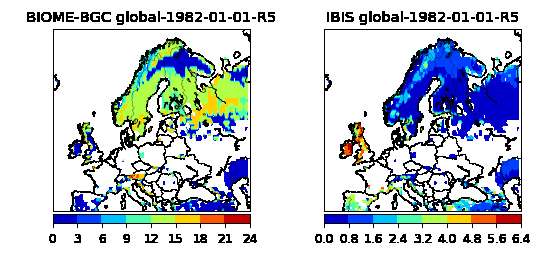 BIOME-BGC global-1982-01-01-R5
IBIS global-1982-01-01-R5
0 3 6 9 12 15 18 21 24
0.0 0.8 1.6 2.4 3.2 4.0 4.8 5.6 6.4